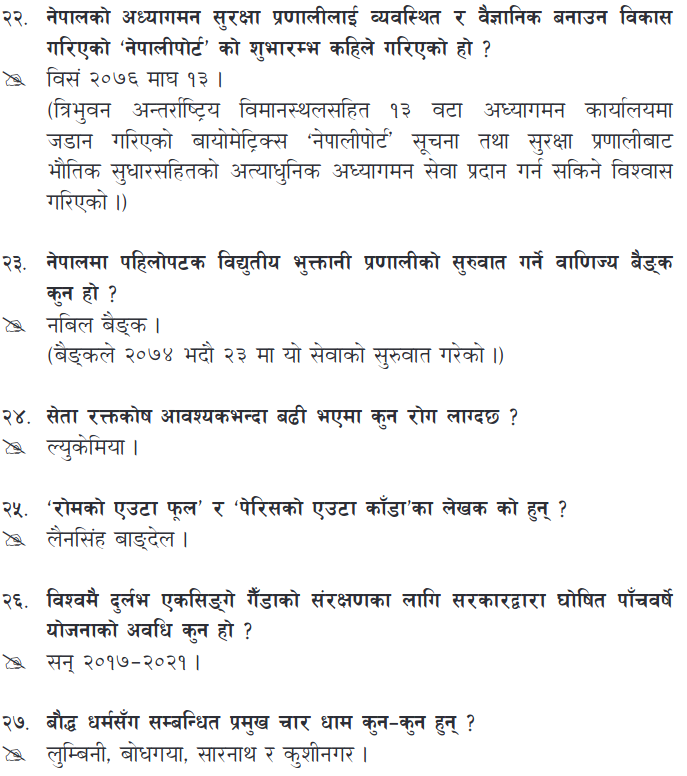 २२. नेपालको अध्यागमन सुरक्षा प्रणालीलाई व्यवस्थित र वैज्ञानिक बनाउन विकास
गरिएको ‘नेपालीपोर्ट’ को शुभारम्भ कहिले गरिएको हो ?
विसं २०७६ माघ १३ ।
(त्रिभुवन अन्तर्राष्ट्रिय विमानस्थलसहित १३ वटा अध्यागमन कार्यालयमा
जडान गरिएको बायोमेट्रिक्स ‘नेपालीपोर्ट’ सूचना तथा सुरक्षा प्रणालीबाट
भौतिक सुधारसहितको अत्याधुनिक अध्यागमन सेवा प्रदान गर्न सकिने विश्वास
गरिएको ।)
२३. नेपालमा पहिलोपटक विद्युतीय भुक्तानी प्रणालीको सुरुवात गर्ने वाणिज्य बैङ्क
कुन हो ?
नबिल बैङ्क ।
(बैङ्कले २०७४ भदौ २३ मा यो सेवाको सुरुवात गरेको ।)
२४. सेता रक्तकोष आवश्यकभन्दा बढी भएमा कुन रोग लाग्दछ ?
ल्युकेमिया ।
२५. ‘रोमको एउटा फूल’ र ‘पेरिसको एउटा काँडा’का लेखक को हुन् ?
लैनसिंह बाङ्देल ।
२६. विश्वमै दुर्लभ एकसिङ्गे गैँडाको संरक्षणका लागि सरकारद्वारा घोषित पाँचवर्षे
योजनाको अवधि कुन हो ?
सन् २०१७–२०२१ ।
२७. बौद्ध धर्मसँग सम्बन्धित प्रमुख चार धाम कुन–कुन हुन् ?
लुम्बिनी, बोधगया, सारनाथ र कुशीनगर ।